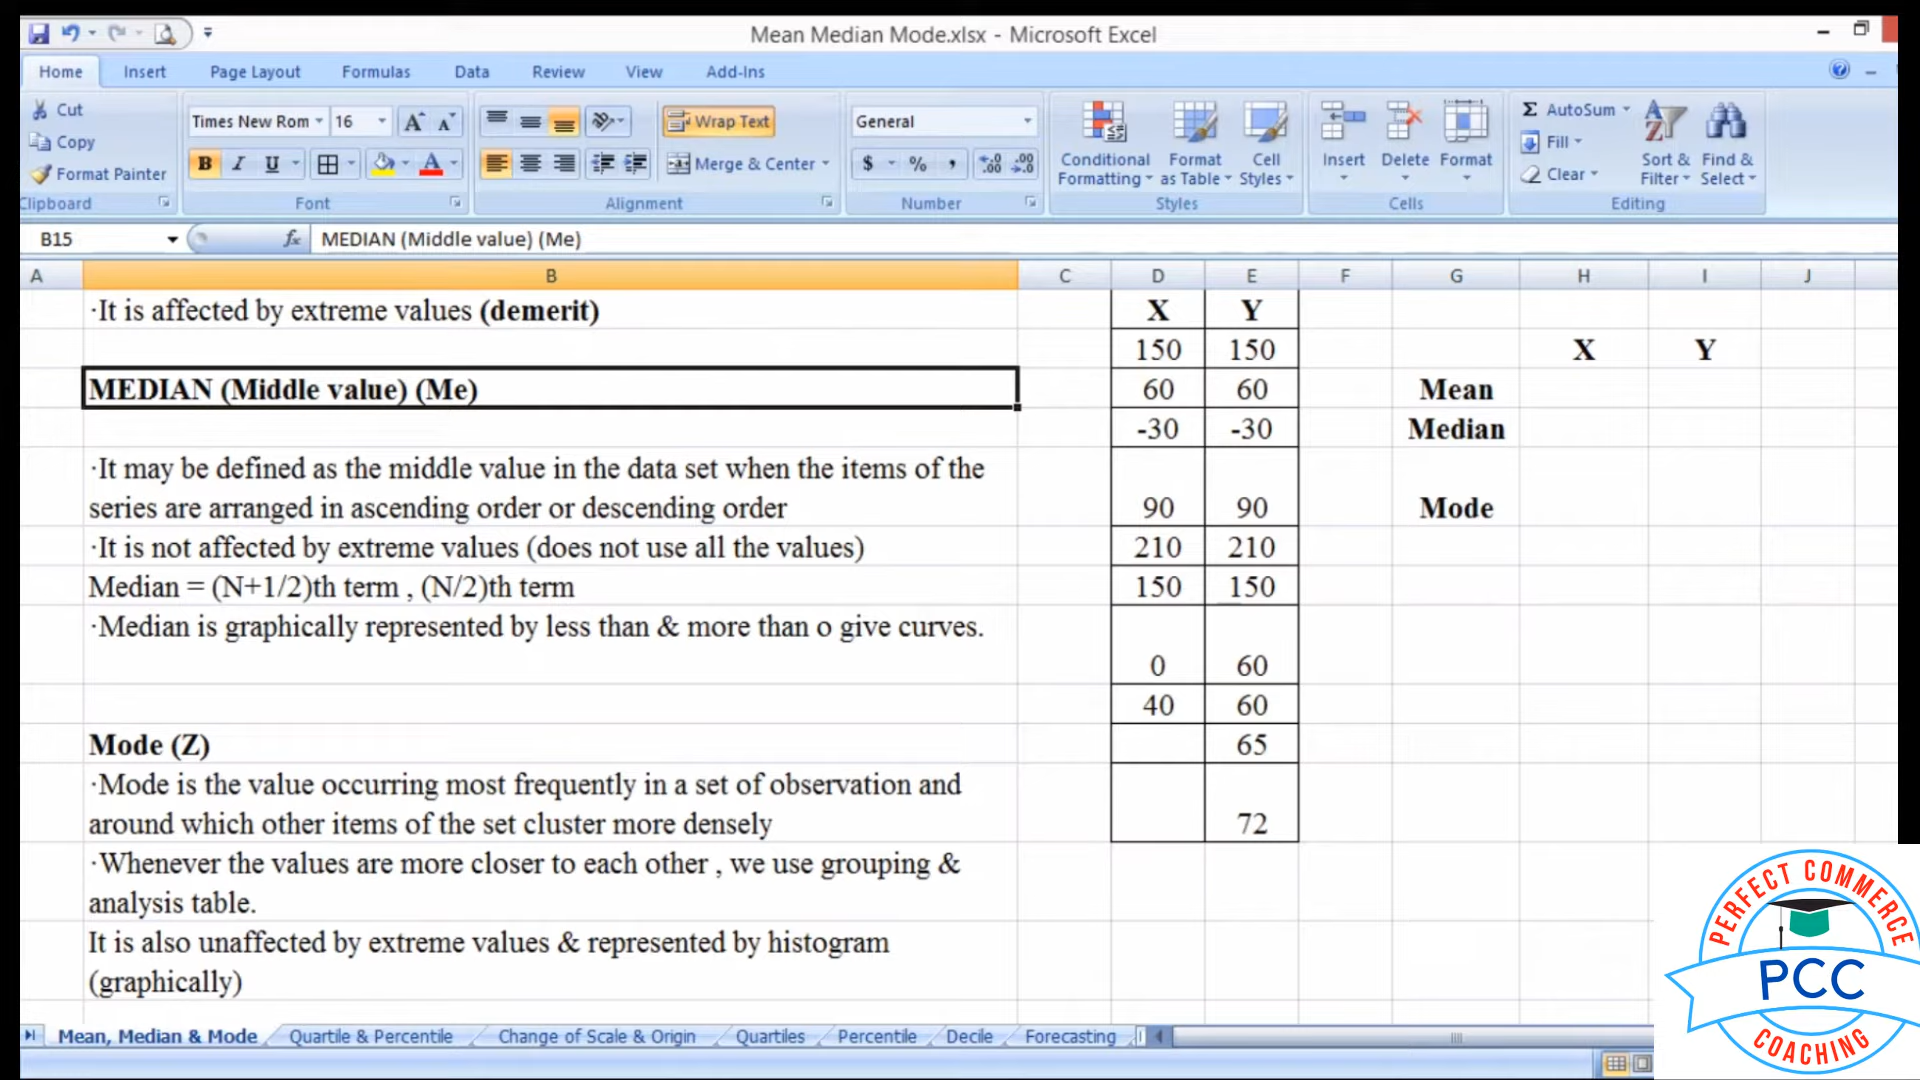 Mean Median Mode.xlsx - Microsoft Excel
Home Insert Page Layout Formulas Data Review View Add-Ins
Cut
Copy
Format Painter
Clipboard
Times New Rom 16
B I U
Font
Wrap Text
Merge & Center
Alignment
General
$ % ,
Number
Conditional Formatting
Format as Table
Cell Styles
Styles
Insert Delete Format
Cells
Σ AutoSum
Fill
Clear
Sort & Filter
Find & Select
Editing
B15 fx MEDIAN (Middle value) (Me)
A B C D E F G H I J
·It is affected by extreme values (demerit) X Y
150 150 X Y
MEDIAN (Middle value) (Me) 60 60 Mean
-30 -30 Median
·It may be defined as the middle value in the data set when the items of the
series are arranged in ascending order or descending order 90 90 Mode
·It is not affected by extreme values (does not use all the values) 210 210
Median = (N+1/2)th term , (N/2)th term 150 150
·Median is graphically represented by less than & more than o give curves.
0 60
40 60
Mode (Z) 65
·Mode is the value occurring most frequently in a set of observation and
around which other items of the set cluster more densely 72
·Whenever the values are more closer to each other , we use grouping &
analysis table.
It is also unaffected by extreme values & represented by histogram
(graphically)
Mean, Median & Mode Quartile & Percentile Change of Scale & Origin Quartiles Percentile Decile Forecasting
PERFECT COMMERCE
PCC
COACHING